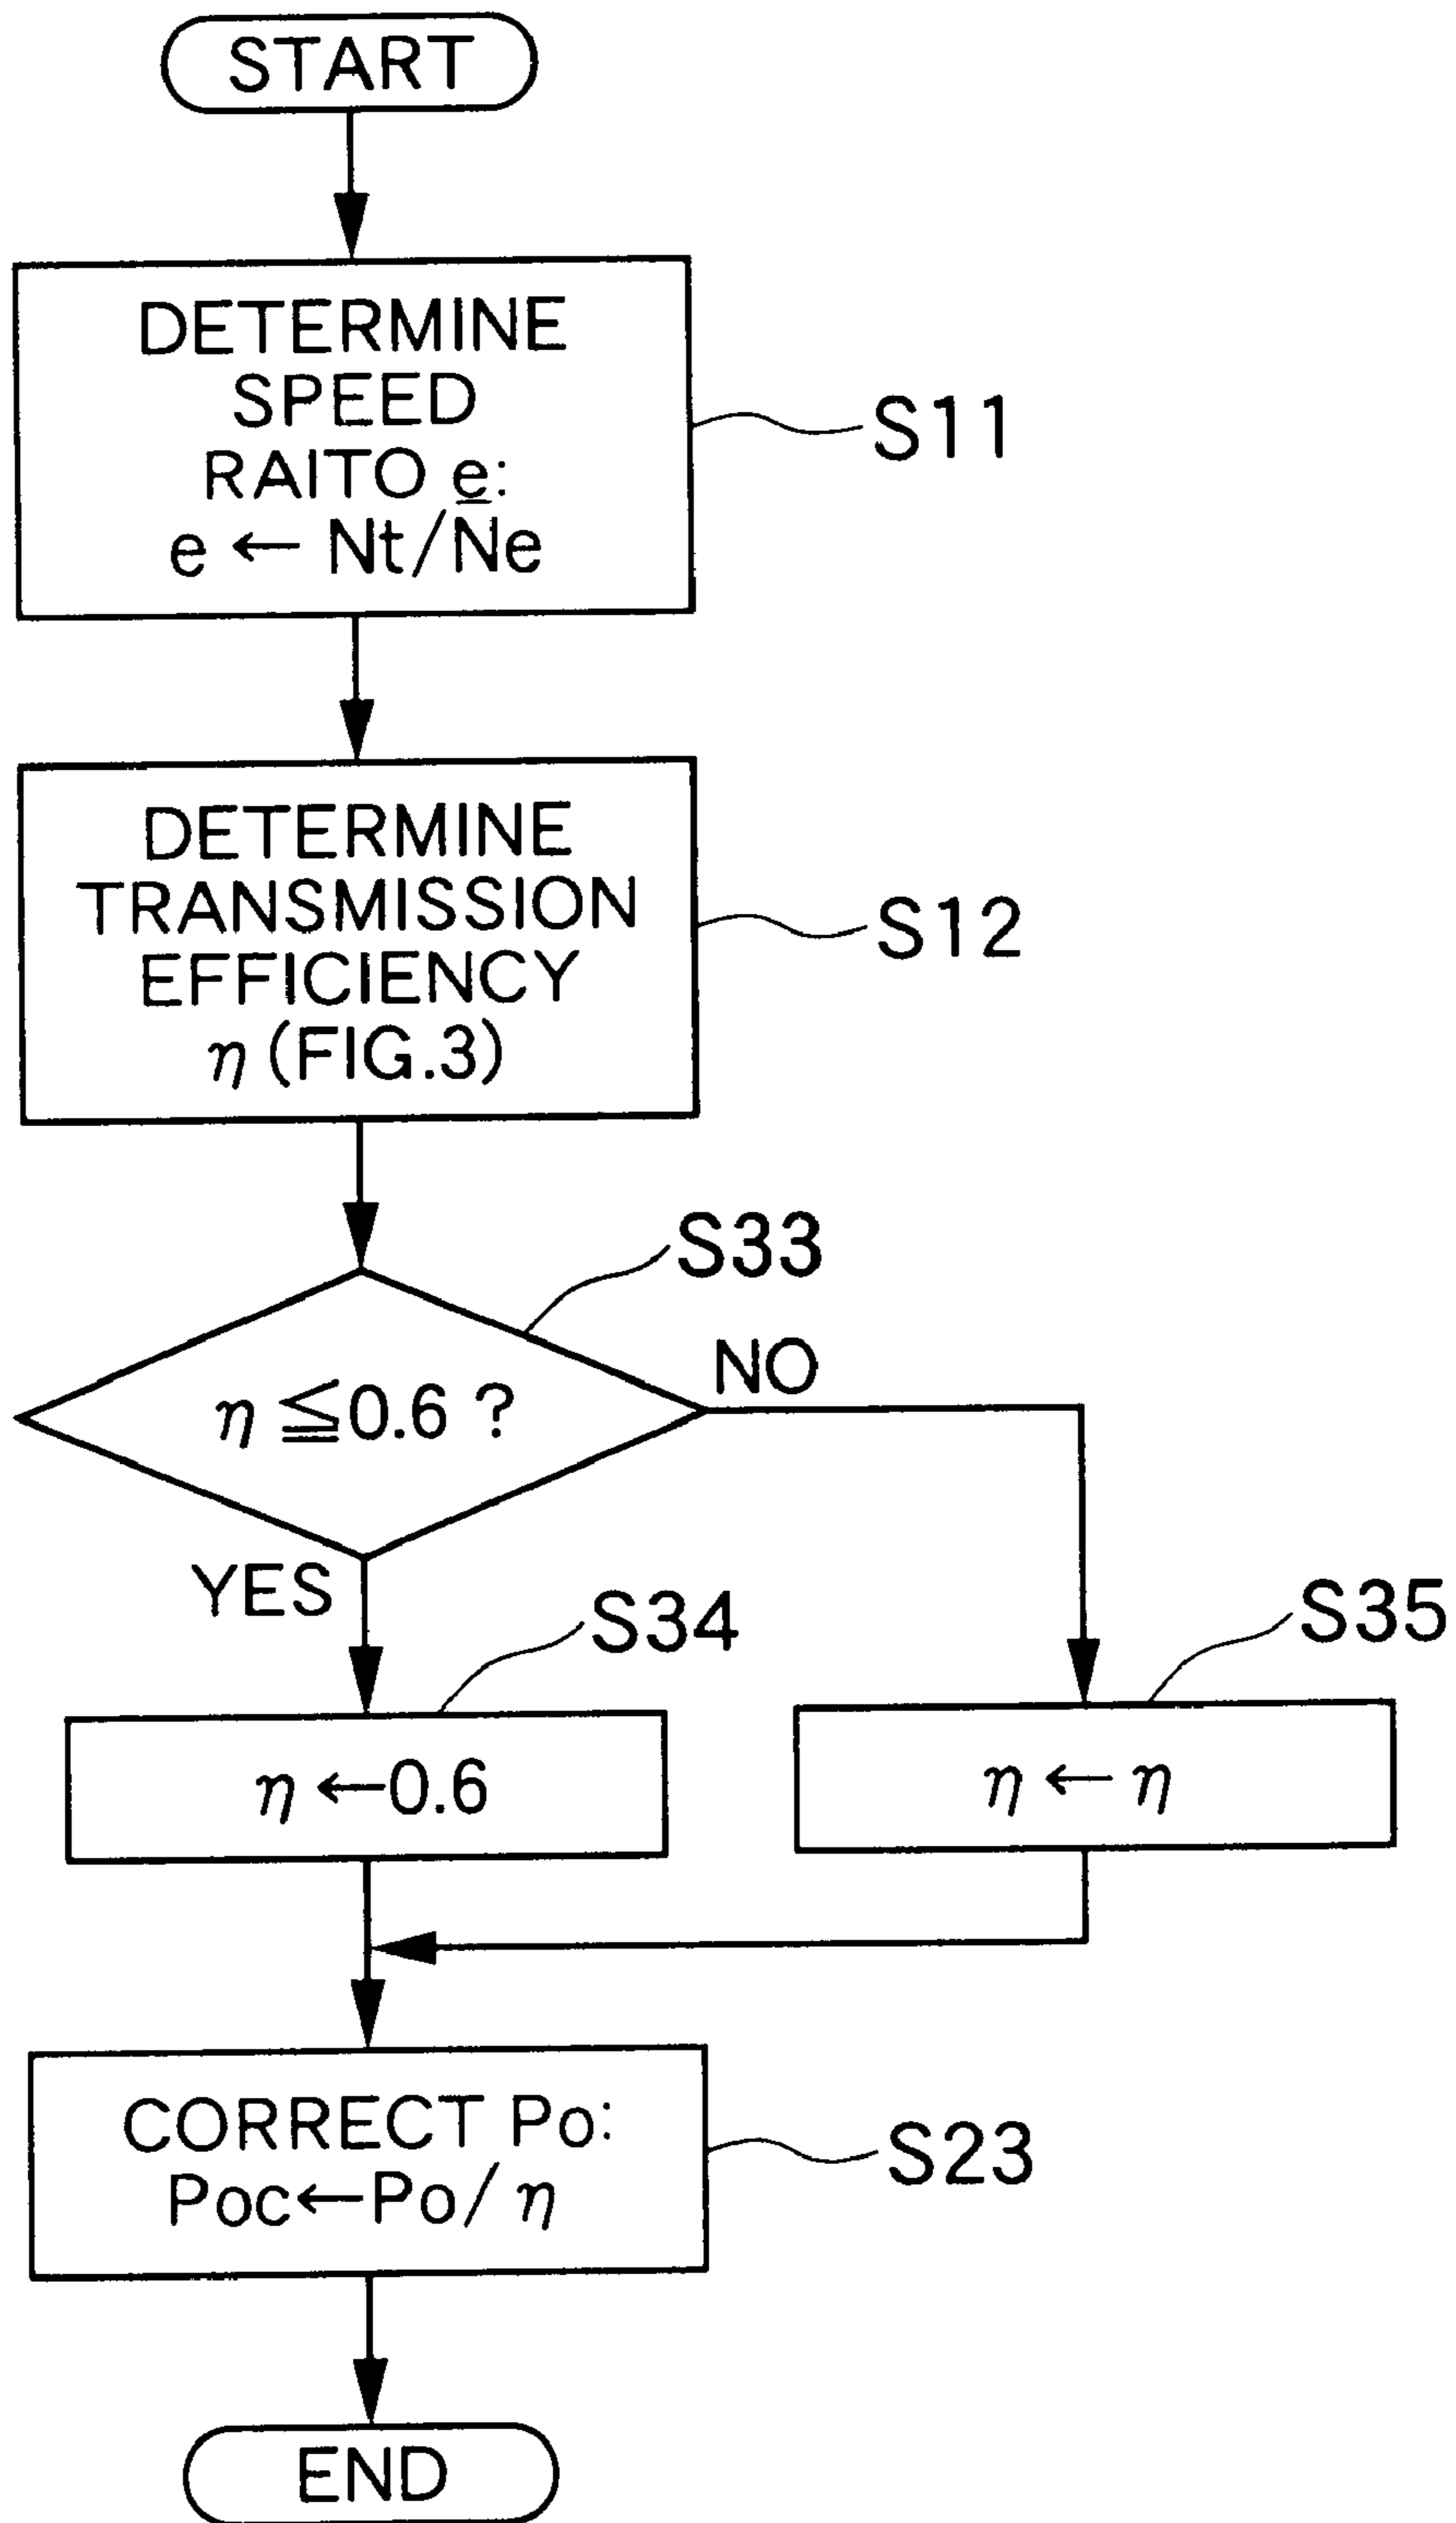 START
DETERMINE
SPEED
RAITO e:
e ← Nt/Ne
S11
DETERMINE
TRANSMISSION
EFFICIENCY
η (FIG.3)
S12
S33
η ≦ 0.6 ?
NO
YES
S34
η ← 0.6
S35
η ← η
CORRECT Po:
Poc ← Po/ η
S23
END